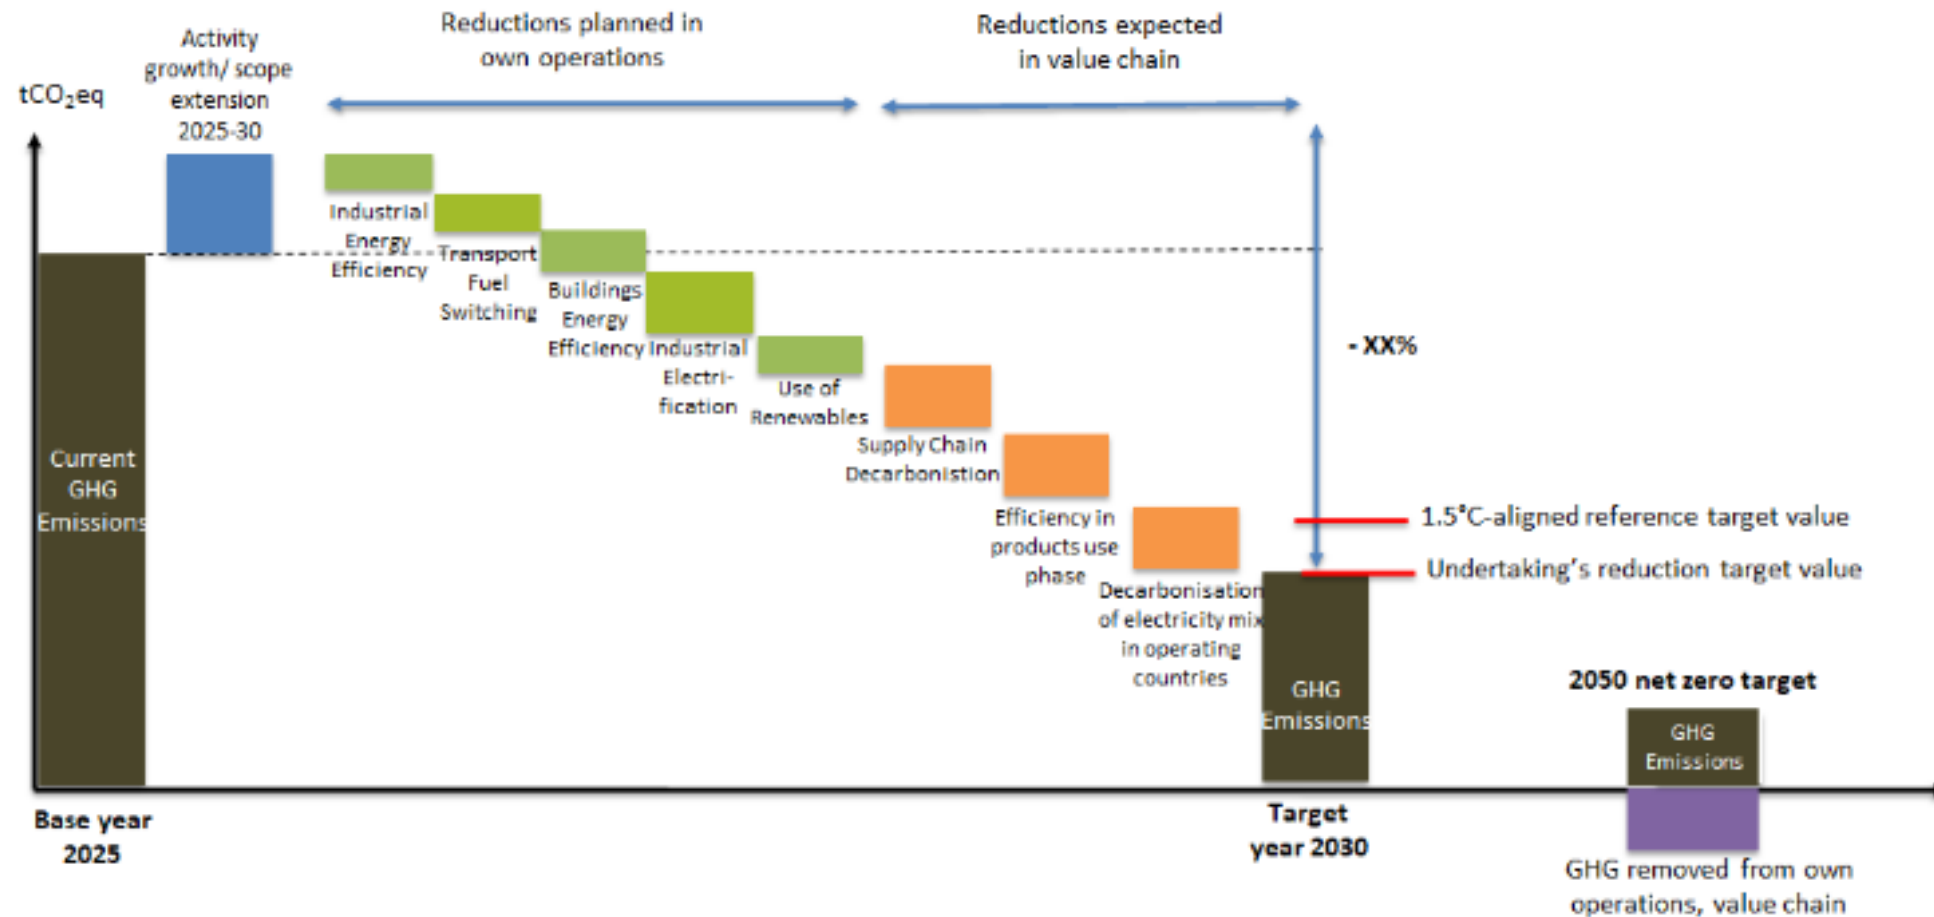 Reductions planned in
own operations
Reductions expected
in value chain
Activity
growth/ scope
extension
2025-30
tCO₂eq
Industrial
Energy
Efficiency
Transport
Fuel
Switching
Buildings
Energy
Efficiency
Industrial
Electri-
fication
Use of
Renewables
Supply Chain
Decarbonistion
Efficiency in
products use
phase
Decarbonisation
of electricity mix
in operating
countries
- XX%
1.5°C-aligned reference target value
Undertaking's reduction target value
Current
GHG
Emissions
GHG
Emissions
2050 net zero target
GHG
Emissions
Base year
2025
Target
year 2030
GHG removed from own
operations, value chain